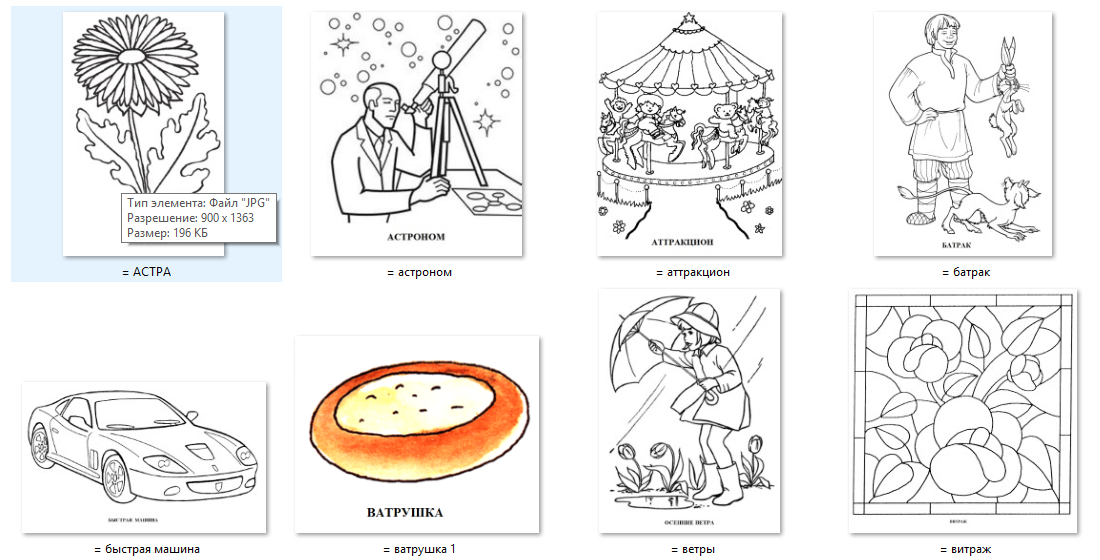 Тип элемента: Файл "JPG"
Разрешение: 900 x 1363
Размер: 196 КБ
АСТРОНОМ
АТТРАКЦИОН
БАТРАК
= АСТРА
= астроном
= аттракцион
= батрак
БЫСТРАЯ МАШИНА
ВАТРУШКА
ОСЕННИЕ ВЕТРА
ВИТРАЖ
= быстрая машина
= ватрушка 1
= ветры
= витраж